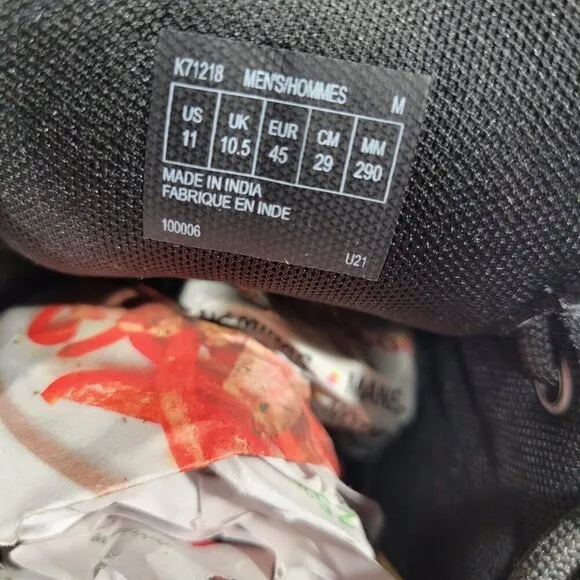 K71218 MEN'S/HOMMES M
US UK EUR CM MM
11 10.5 45 29 290
MADE IN INDIA
FABRIQUE EN INDE
100006 U21